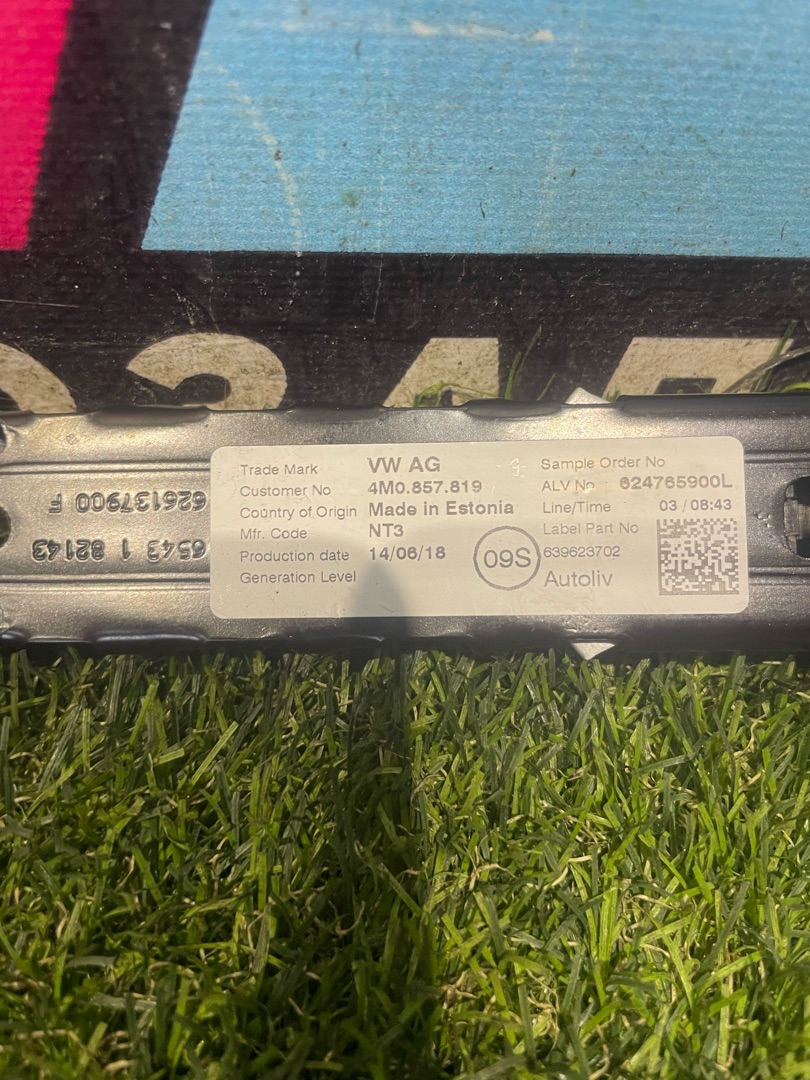 Trade Mark VW AG
Customer No 4M0.857.819
Country of Origin Made in Estonia
Mfr. Code NT3
Production date 14/06/18
Generation Level
09S
Sample Order No
ALV No 624765900L
Line/Time 03 / 08:43
Label Part No
639623702
Autoliv
6543 1 82143
626137900 F